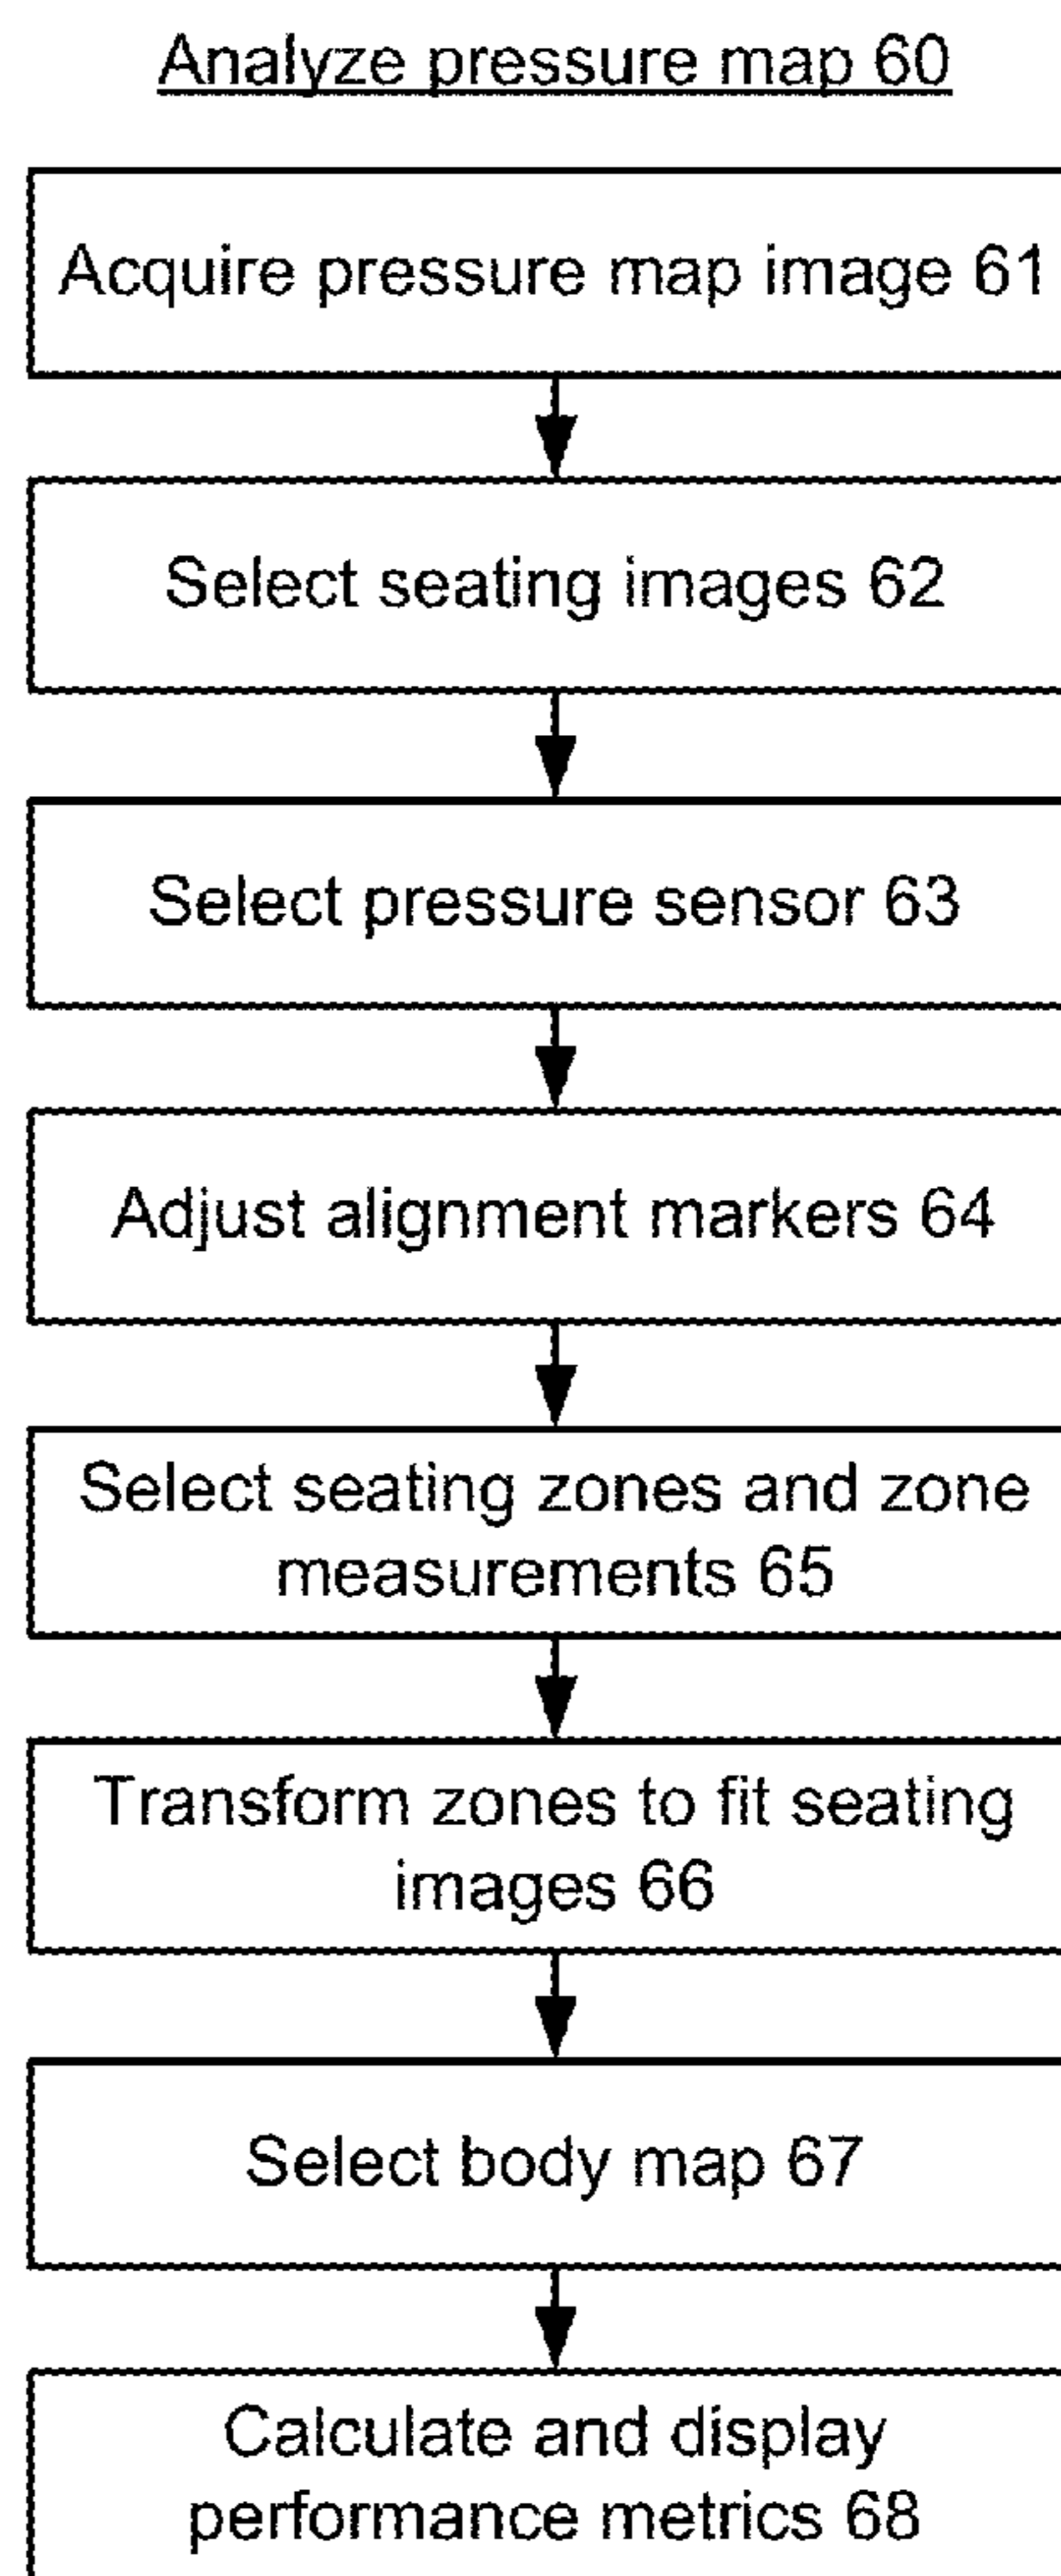 Analyze pressure map 60
Acquire pressure map image 61
Select seating images 62
Select pressure sensor 63
Adjust alignment markers 64
Select seating zones and zone
measurements 65
Transform zones to fit seating
images 66
Select body map 67
Calculate and display
performance metrics 68